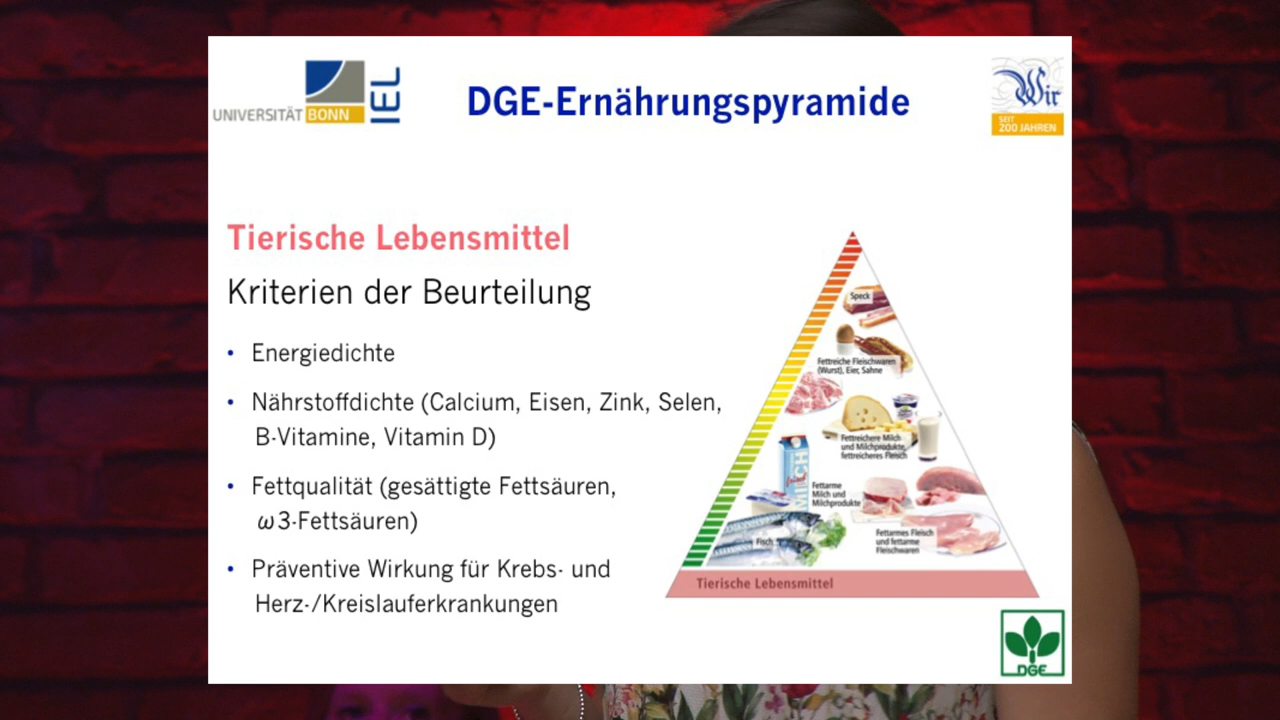 UNIVERSITÄT BONN
IEL
DGE-Ernährungspyramide
Wir
SEIT
200 JAHREN
Tierische Lebensmittel
Kriterien der Beurteilung
• Energiedichte
• Nährstoffdichte (Calcium, Eisen, Zink, Selen,
B-Vitamine, Vitamin D)
• Fettqualität (gesättigte Fettsäuren,
ω3-Fettsäuren)
• Präventive Wirkung für Krebs- und
Herz-/Kreislauferkrankungen
Speck
Fettreiche Fleischwaren
(Wurst), Eier, Sahne
Fettreichere Milch
und Milchprodukte,
fettreicheres Fleisch
MILCH
Fettarme
Milch und
Milchprodukte
Fisch
Fettarmes Fleisch
und fettarme
Fleischwaren
Tierische Lebensmittel
DGE